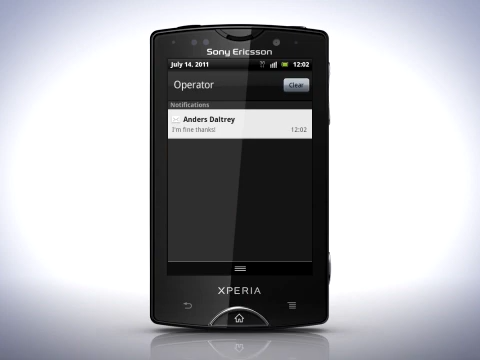 Sony Ericsson
July 14, 2011 12:02
Operator Clear
Notifications
Anders Daltrey
I'm fine thanks! 12:02
XPERIA